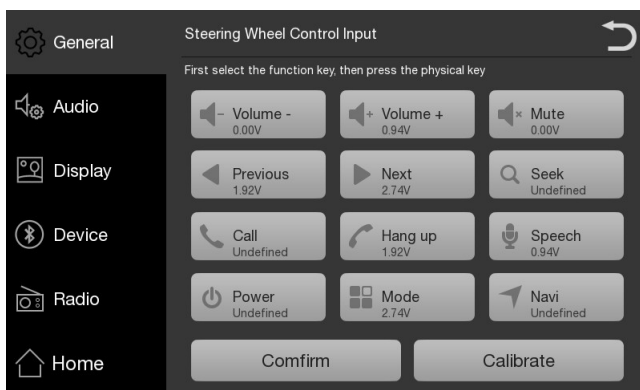 General
Audio
Display
Device
Radio
Home
Steering Wheel Control Input
First select the function key, then press the physical key
Volume -
0.00V
Volume +
0.94V
Mute
0.00V
Previous
1.92V
Next
2.74V
Seek
Undefined
Call
Undefined
Hang up
1.92V
Speech
0.94V
Power
Undefined
Mode
2.74V
Navi
Undefined
Comfirm
Calibrate